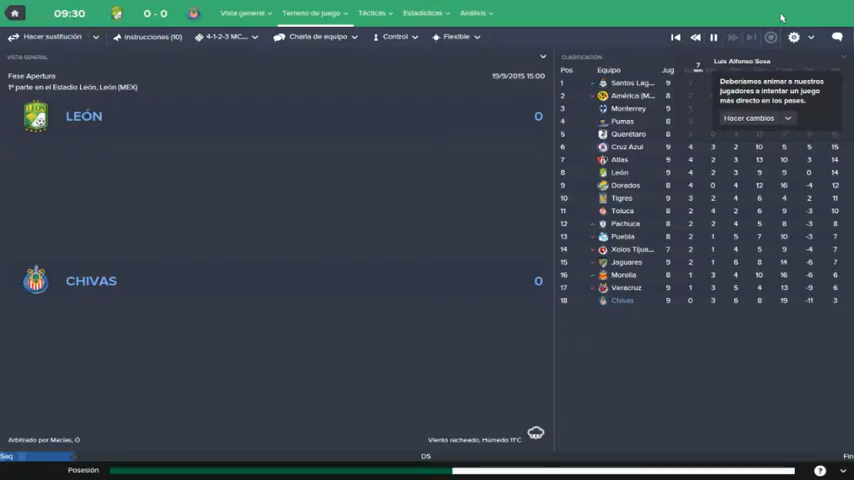 09:30 0 - 0 Vista general Terreno de juego Tácticas Estadísticas Análisis
Hacer sustitución Instrucciones (10) 4-1-2-3 MC... Charla de equipo Control Flexible
VISTA GENERAL
Fase Apertura 19/9/2015 15:00
1ª parte en el Estadio León, León (MEX)
LEÓN 0
CHIVAS 0
Arbitrado por Macías, O Viento racheado, Húmedo 11°C
CLASIFICACIÓN
Pos Equipo Jug
1 Santos Lag... 9
2 América (M... 8
3 Monterrey 9
4 Pumas 8
5 Querétaro 8
6 Cruz Azul 9 4 3 2 10 5 5 15
7 Atlas 9 4 2 3 13 10 3 14
8 León 9 4 2 3 9 9 0 14
9 Dorados 8 4 0 4 12 16 -4 12
10 Tigres 9 3 2 4 6 4 2 11
11 Toluca 8 2 4 2 6 9 -3 10
12 Pachuca 8 2 2 4 5 8 -3 8
13 Puebla 8 2 1 5 7 10 -3 7
14 Xolos Tijua... 7 2 1 4 5 9 -4 7
15 Jaguares 9 2 1 6 8 14 -6 7
16 Morelia 8 1 3 4 10 16 -6 6
17 Veracruz 9 1 3 5 4 13 -9 6
18 Chivas 9 0 3 6 8 19 -11 3
7 min
Luis Alfonso Sosa
Deberíamos animar a nuestros
jugadores a intentar un juego
más directo en los pases.
Hacer cambios
Saq DS Fin
Posesión ?